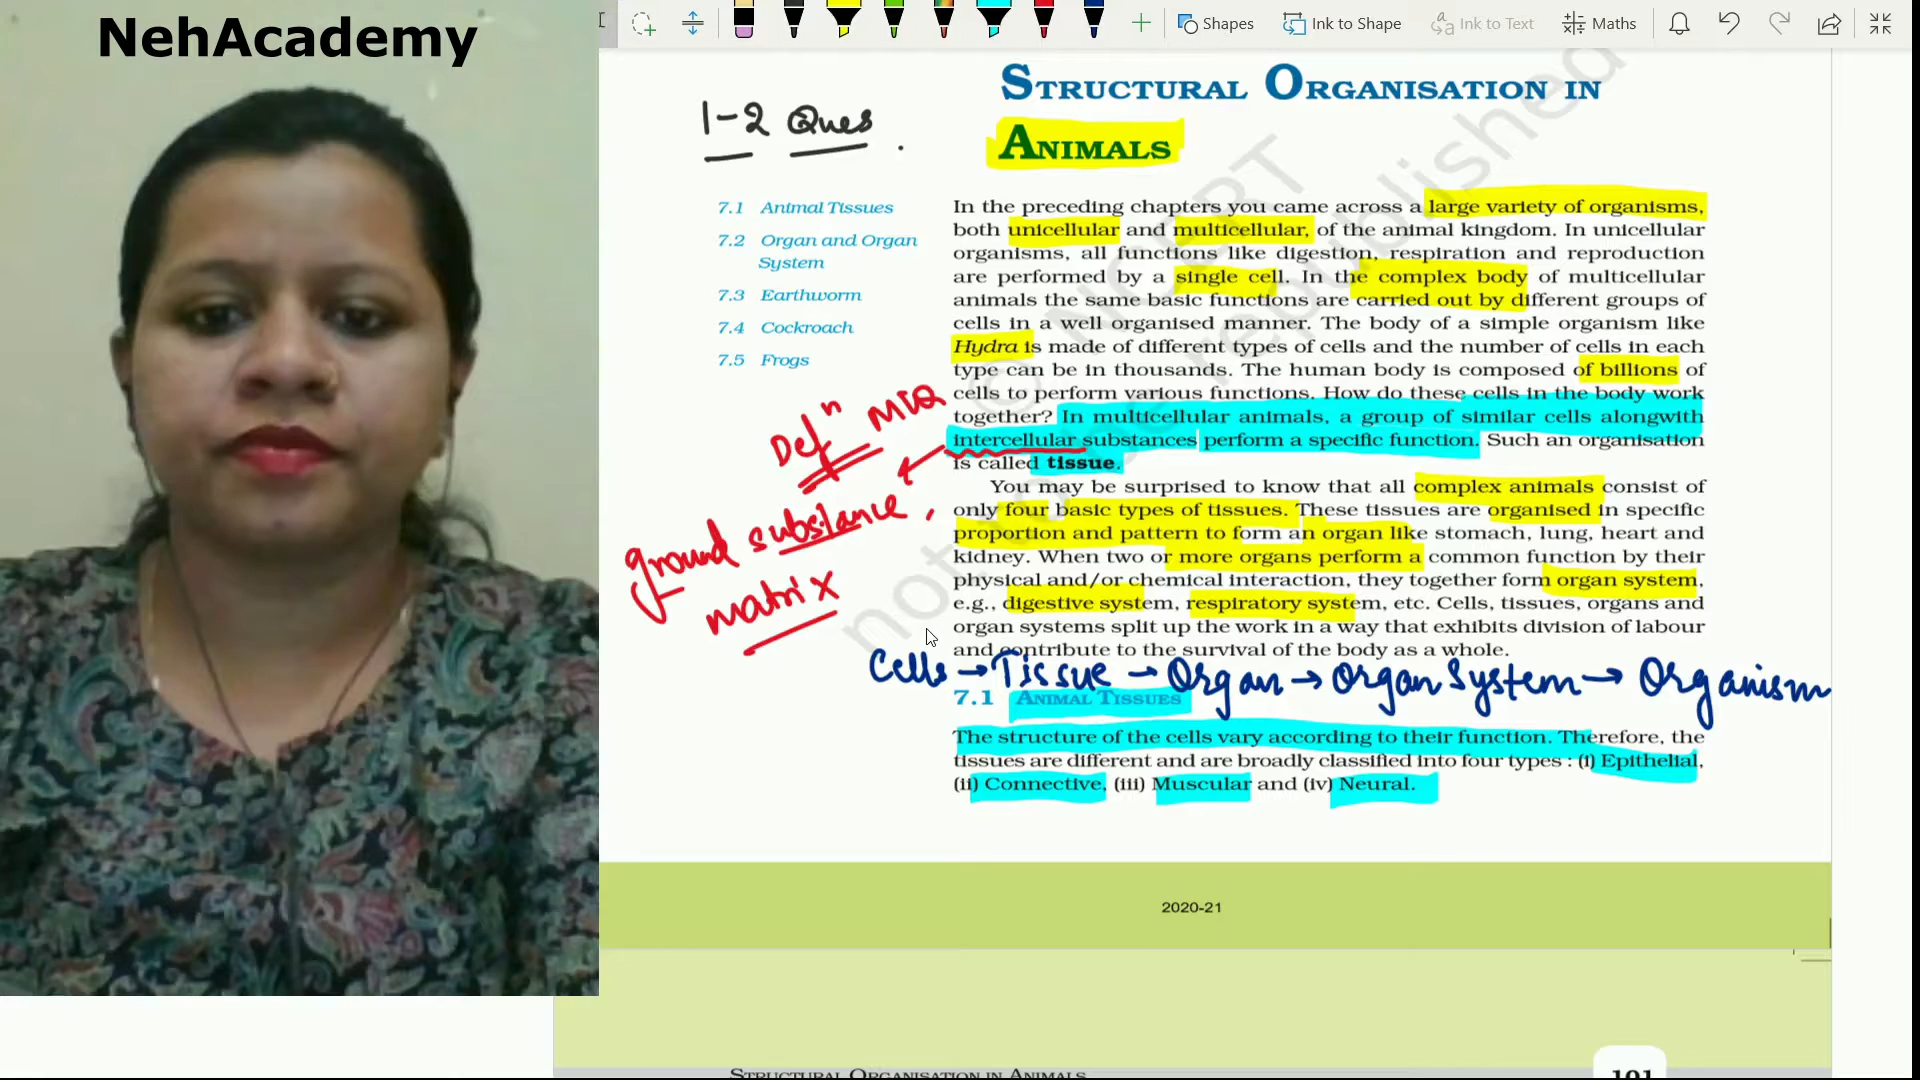 NehAcademy
Shapes
Ink to Shape
Ink to Text
Maths
STRUCTURAL ORGANISATION IN
ANIMALS
1-2 Ques.
7.1 Animal Tissues
7.2 Organ and Organ
System
7.3 Earthworm
7.4 Cockroach
7.5 Frogs
In the preceding chapters you came across a large variety of organisms,
both unicellular and multicellular, of the animal kingdom. In unicellular
organisms, all functions like digestion, respiration and reproduction
are performed by a single cell. In the complex body of multicellular
animals the same basic functions are carried out by different groups of
cells in a well organised manner. The body of a simple organism like
Hydra is made of different types of cells and the number of cells in each
type can be in thousands. The human body is composed of billions of
cells to perform various functions. How do these cells in the body work
together? In multicellular animals, a group of similar cells alongwith
intercellular substances perform a specific function. Such an organisation
is called tissue.
Defn MCQ
ground substance,
matrix
You may be surprised to know that all complex animals consist of
only four basic types of tissues. These tissues are organised in specific
proportion and pattern to form an organ like stomach, lung, heart and
kidney. When two or more organs perform a common function by their
physical and/or chemical interaction, they together form organ system,
e.g., digestive system, respiratory system, etc. Cells, tissues, organs and
organ systems split up the work in a way that exhibits division of labour
and contribute to the survival of the body as a whole.
Cells → Tissue → Organ → Organ System → Organism
7.1 ANIMAL TISSUES
The structure of the cells vary according to their function. Therefore, the
tissues are different and are broadly classified into four types : (i) Epithelial,
(ii) Connective, (iii) Muscular and (iv) Neural.
© NCERT
not to be republished
2020-21
STRUCTURAL ORGANISATION IN ANIMALS
101